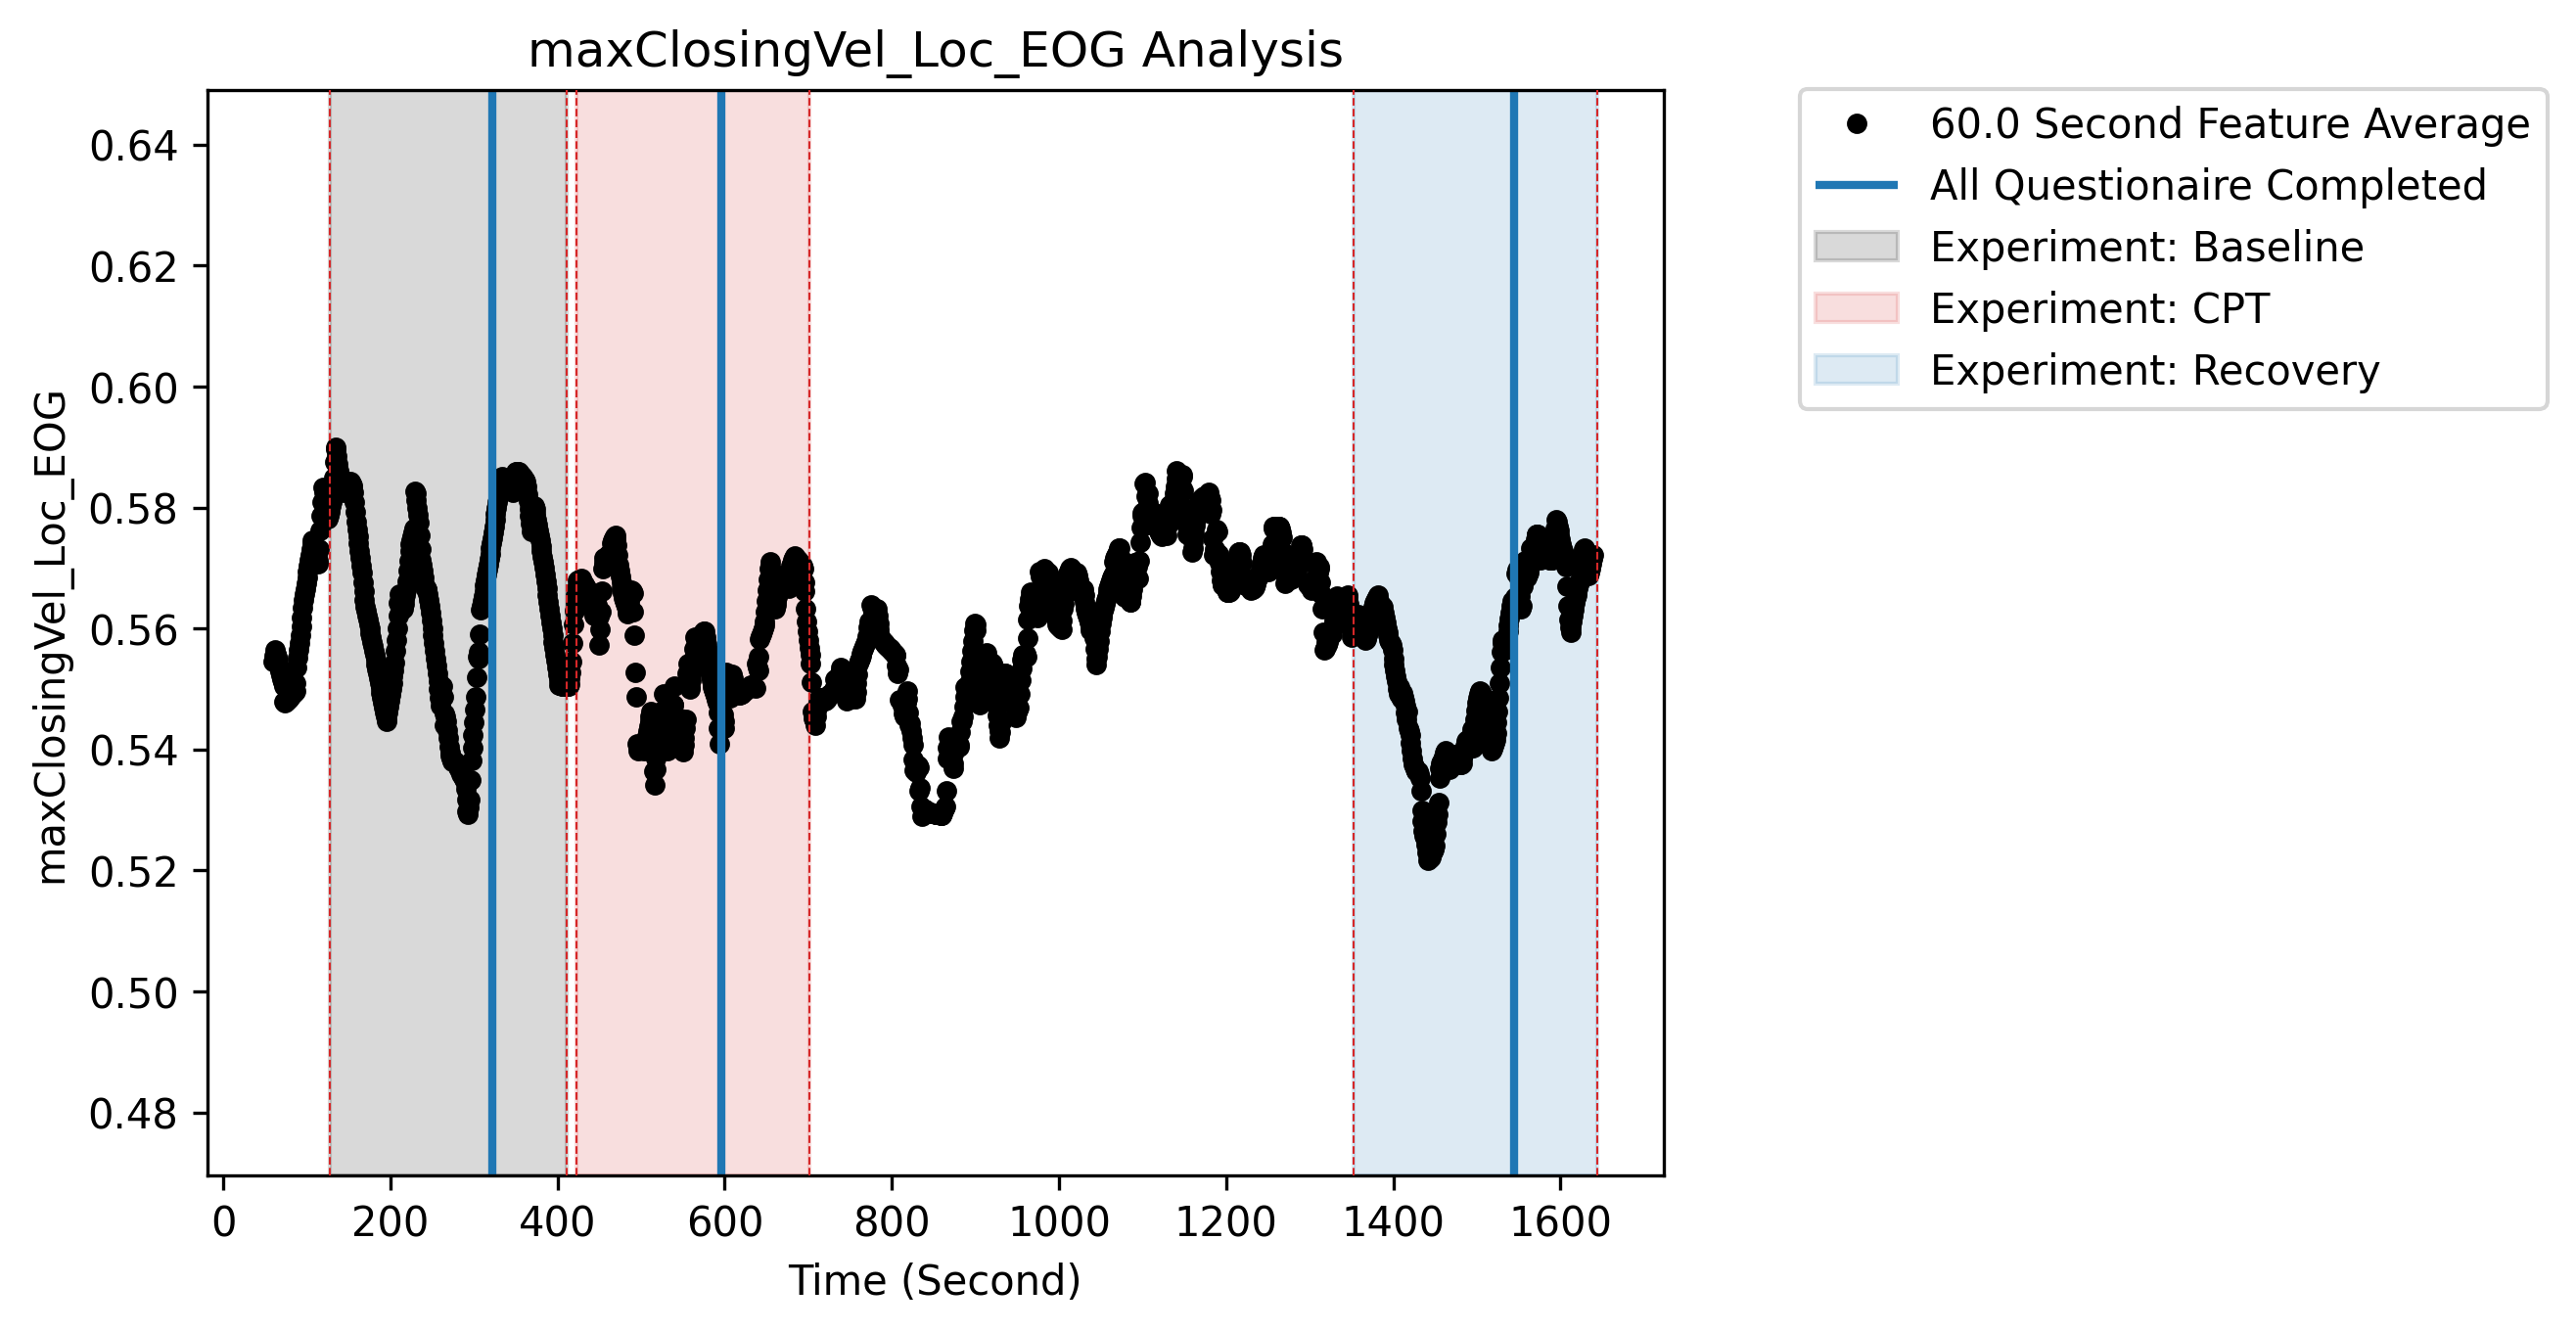 maxClosingVel_Loc_EOG Analysis
60.0 Second Feature Average
All Questionaire Completed
Experiment: Baseline
Experiment: CPT
Experiment: Recovery
maxClosingVel_Loc_EOG
0.64
0.62
0.60
0.58
0.56
0.54
0.52
0.50
0.48
0 200 400 600 800 1000 1200 1400 1600
Time (Second)